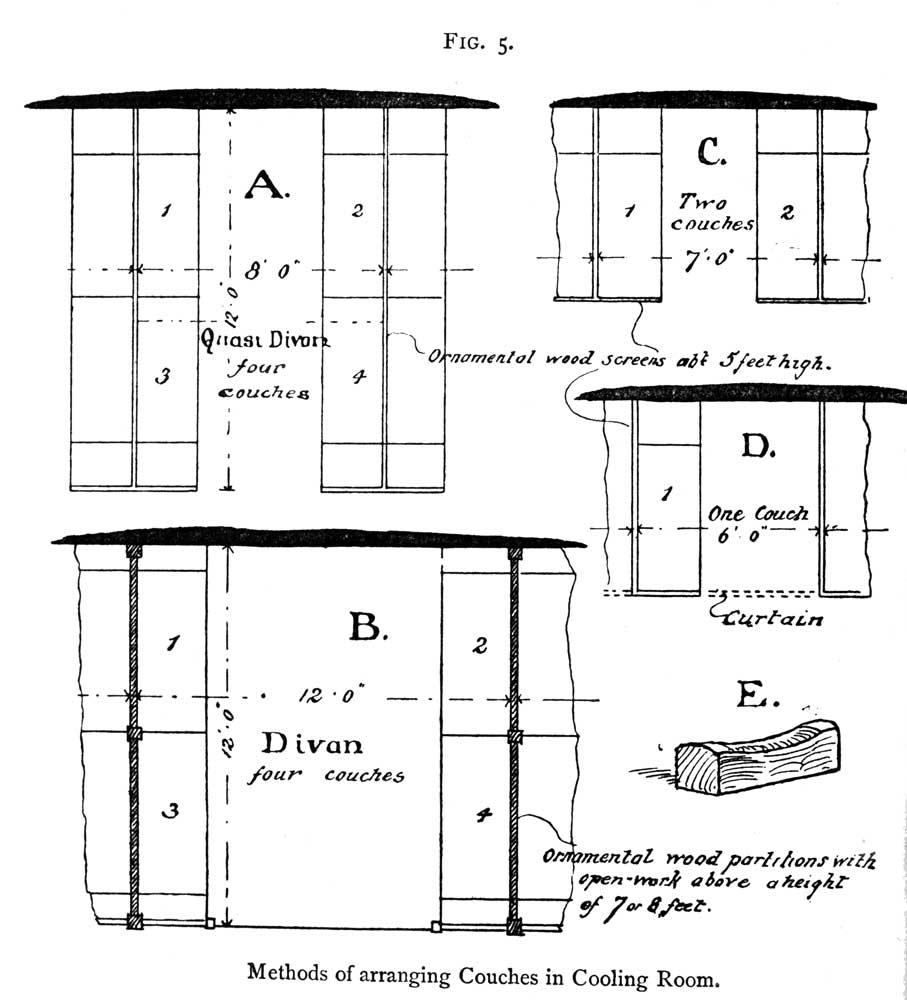 FIG. 5.
A.
1
2
8' 0"
12'.0"
Quasi Divan
four
couches
3
4
C.
Two
couches
1
2
7'.0"
Ornamental wood screens abt 5 feet high.
D.
1
One Couch
6'. 0"
Curtain
B.
1
2
12'.0"
12'.0"
Divan
four couches
3
4
E.
Ornamental wood partitions with
open-work above a height
of 7 or 8 feet.
Methods of arranging Couches in Cooling Room.